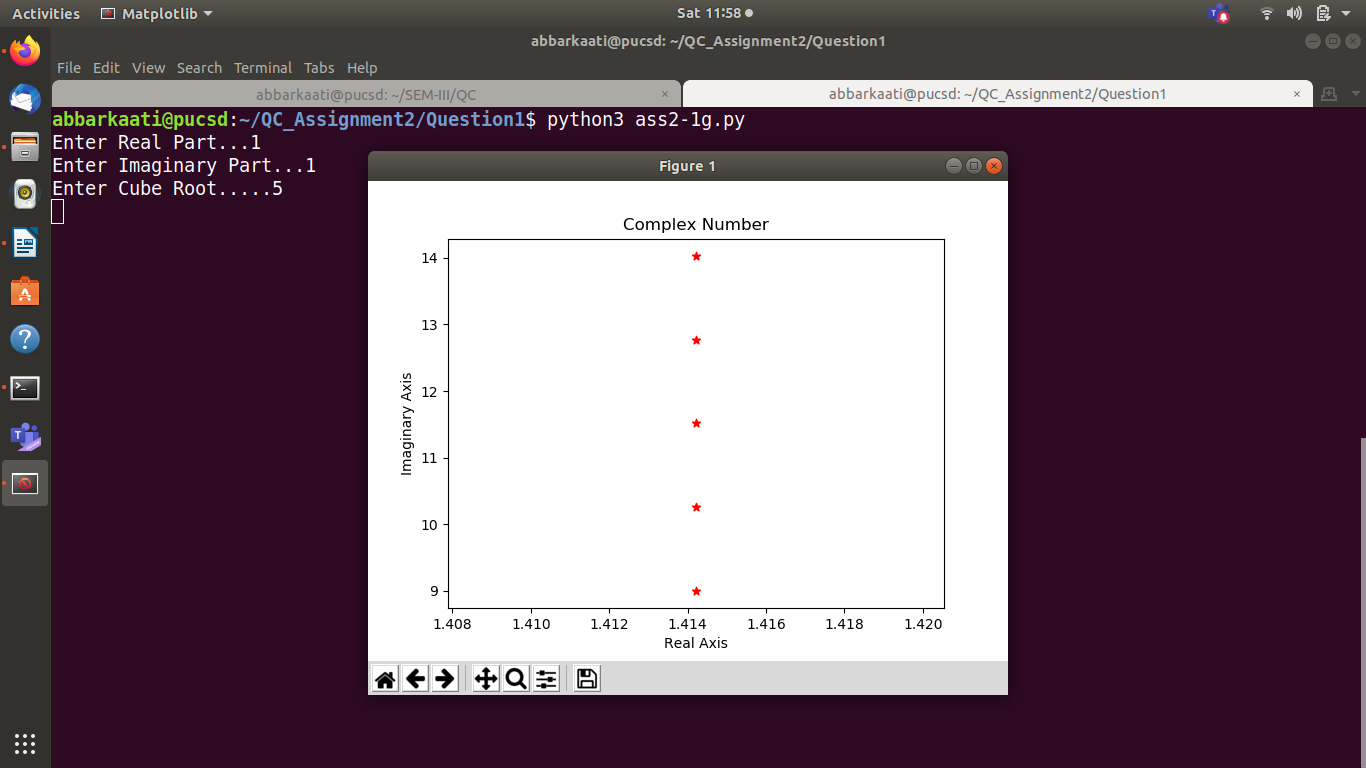 Activities Matplotlib Sat 11:58
abbarkaati@pucsd: ~/QC_Assignment2/Question1
File Edit View Search Terminal Tabs Help
abbarkaati@pucsd: ~/SEM-III/QC × abbarkaati@pucsd: ~/QC_Assignment2/Question1 ×
abbarkaati@pucsd:~/QC_Assignment2/Question1$ python3 ass2-1g.py
Enter Real Part...1
Enter Imaginary Part...1
Enter Cube Root.....5
Figure 1
Complex Number
14
13
12
11
10
9
Imaginary Axis
1.408 1.410 1.412 1.414 1.416 1.418 1.420
Real Axis